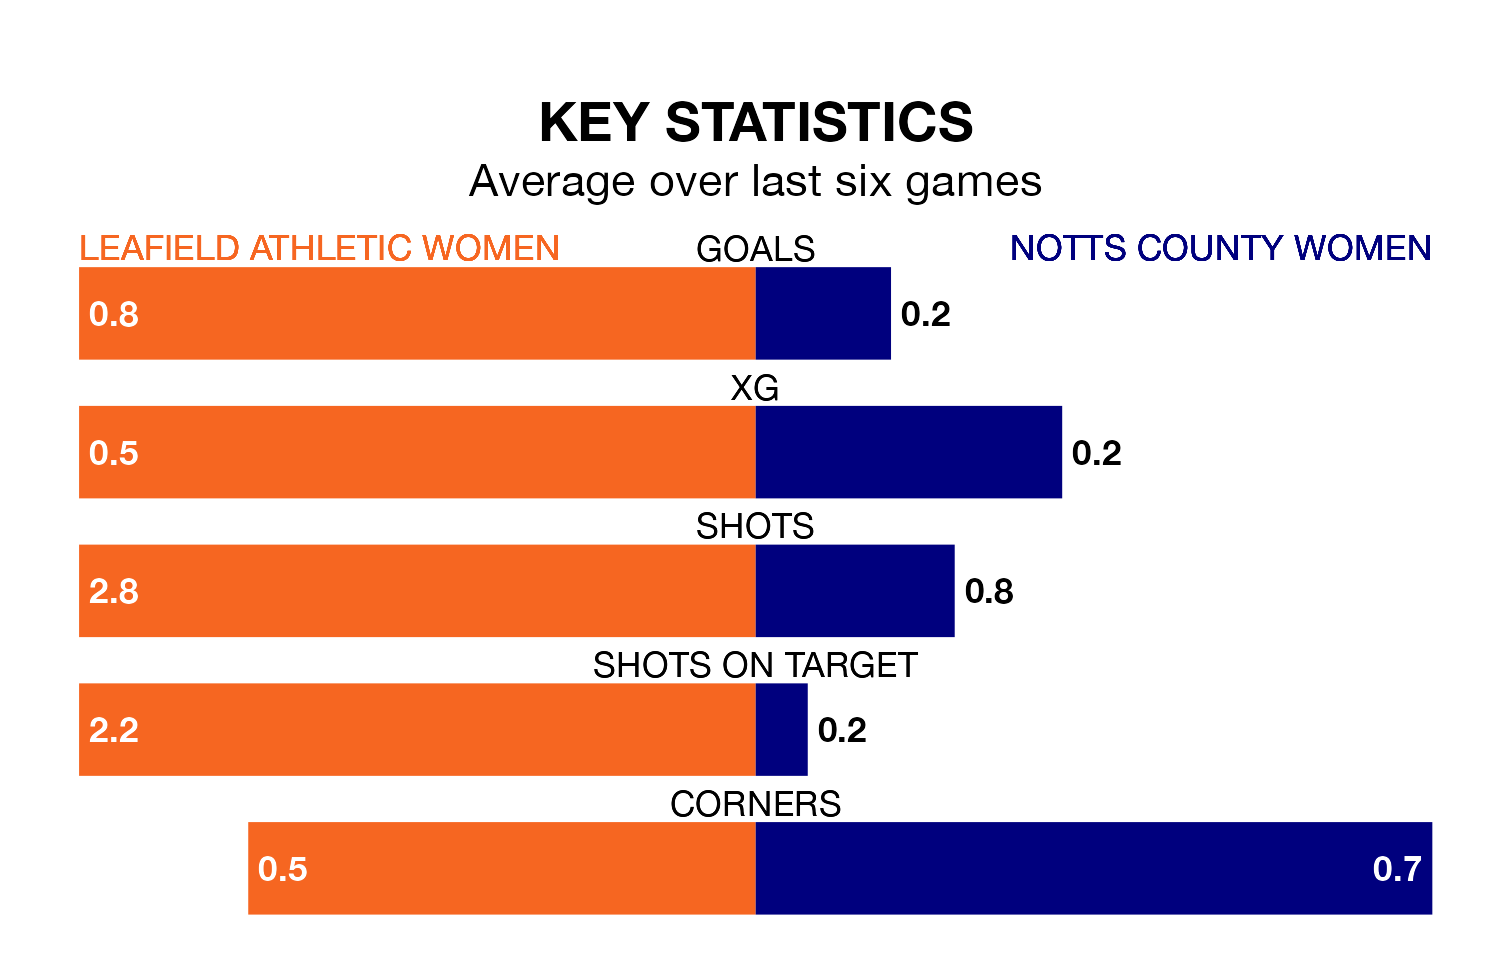 KEY STATISTICS
Average over last six games
LEAFIELD ATHLETIC WOMEN GOALS NOTTS COUNTY WOMEN
0.8 0.2
XG
0.5 0.2
SHOTS
2.8 0.8
SHOTS ON TARGET
2.2 0.2
CORNERS
0.5 0.7